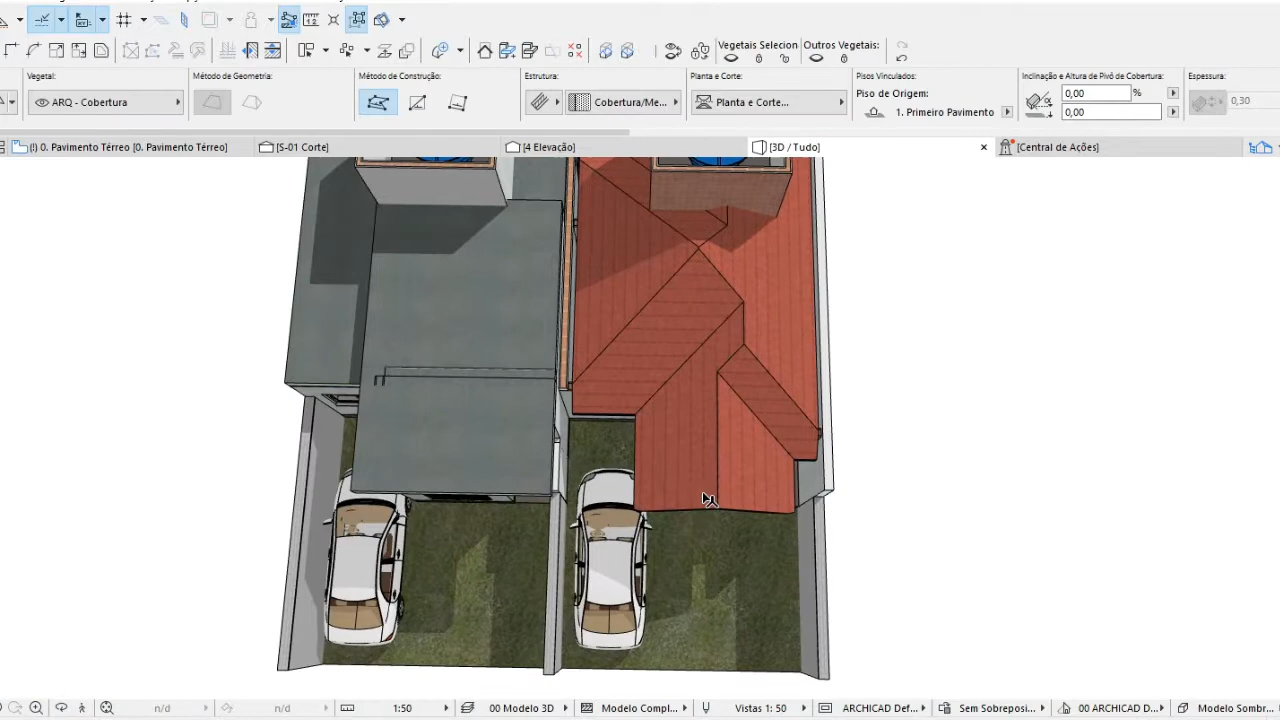 Vegetais Selecion
Outros Vegetais:
Vegetal:
Método de Geometria:
Método de Construção:
Estrutura:
Planta e Corte:
Pisos Vinculados:
Inclinação e Altura de Pivô de Cobertura:
Espessura:
ARQ - Cobertura
Cobertura/Me...
Planta e Corte...
Piso de Origem:
1. Primeiro Pavimento
0,00 %
0,00
0,30
(!) 0. Pavimento Térreo [0. Pavimento Térreo]
[S-01 Corte]
[4 Elevação]
[3D / Tudo]
[Central de Ações]
n/d
n/d
1:50
00 Modelo 3D
Modelo Compl...
Vistas 1: 50
ARCHICAD Def...
Sem Sobreposi...
00 ARCHICAD D...
Modelo Sombr